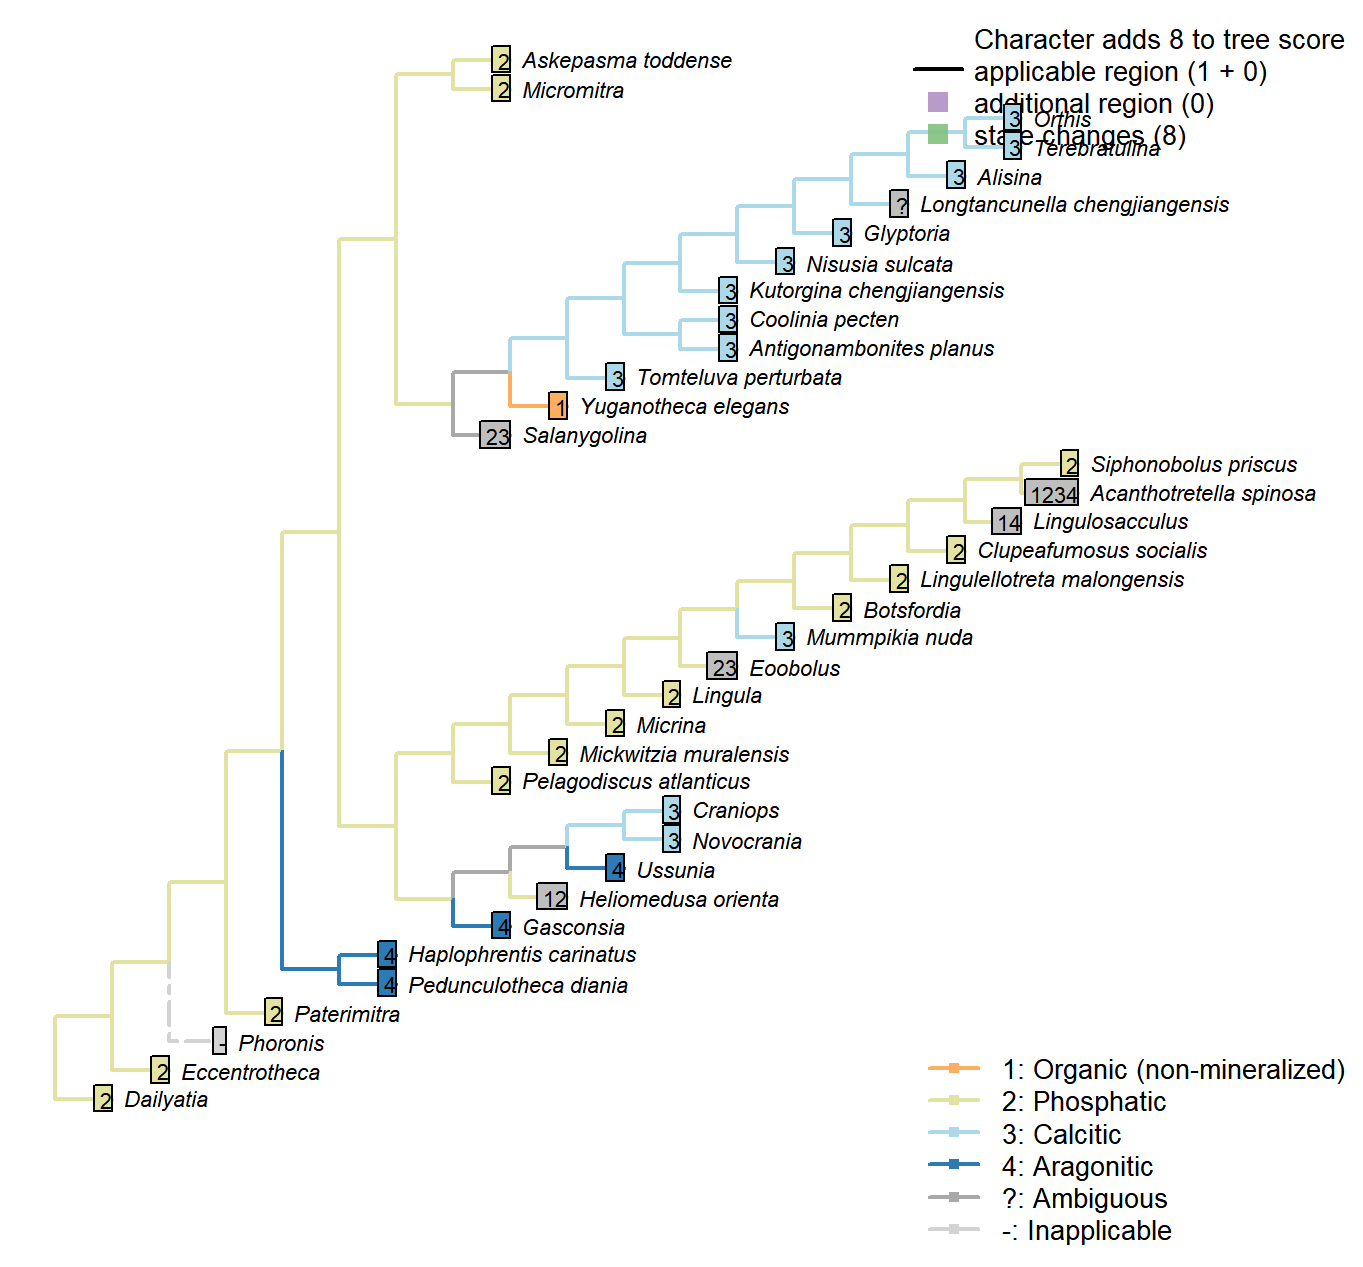 Character adds 8 to tree score
applicable region (1 + 0)
additional region (0)
state changes (8)
2 Askepasma toddense
2 Micromitra
3 Orthis
3 Terebratulina
3 Alisina
? Longtancunella chengjiangensis
3 Glyptoria
3 Nisusia sulcata
3 Kutorgina chengjiangensis
3 Coolinia pecten
3 Antigonambonites planus
3 Tomteluva perturbata
1 Yuganotheca elegans
23 Salanygolina
2 Siphonobolus priscus
1234 Acanthotretella spinosa
14 Lingulosacculus
2 Clupeafumosus socialis
2 Lingulellotreta malongensis
2 Botsfordia
3 Mummpikia nuda
23 Eoobolus
2 Lingula
2 Micrina
2 Mickwitzia muralensis
2 Pelagodiscus atlanticus
3 Craniops
3 Novocrania
4 Ussunia
12 Heliomedusa orienta
4 Gasconsia
4 Haplophrentis carinatus
4 Pedunculotheca diania
2 Paterimitra
- Phoronis
2 Eccentrotheca
2 Dailyatia
1: Organic (non-mineralized)
2: Phosphatic
3: Calcitic
4: Aragonitic
?: Ambiguous
-: Inapplicable